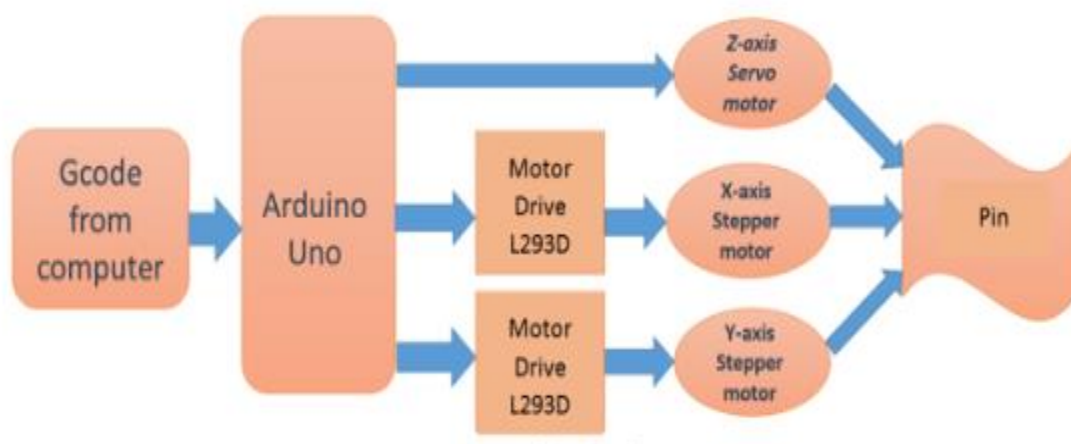 Gcode
from
computer
Arduino
Uno
Z-axis
Servo
motor
Motor
Drive
L293D
X-axis
Stepper
motor
Motor
Drive
L293D
Y-axis
Stepper
motor
Pin